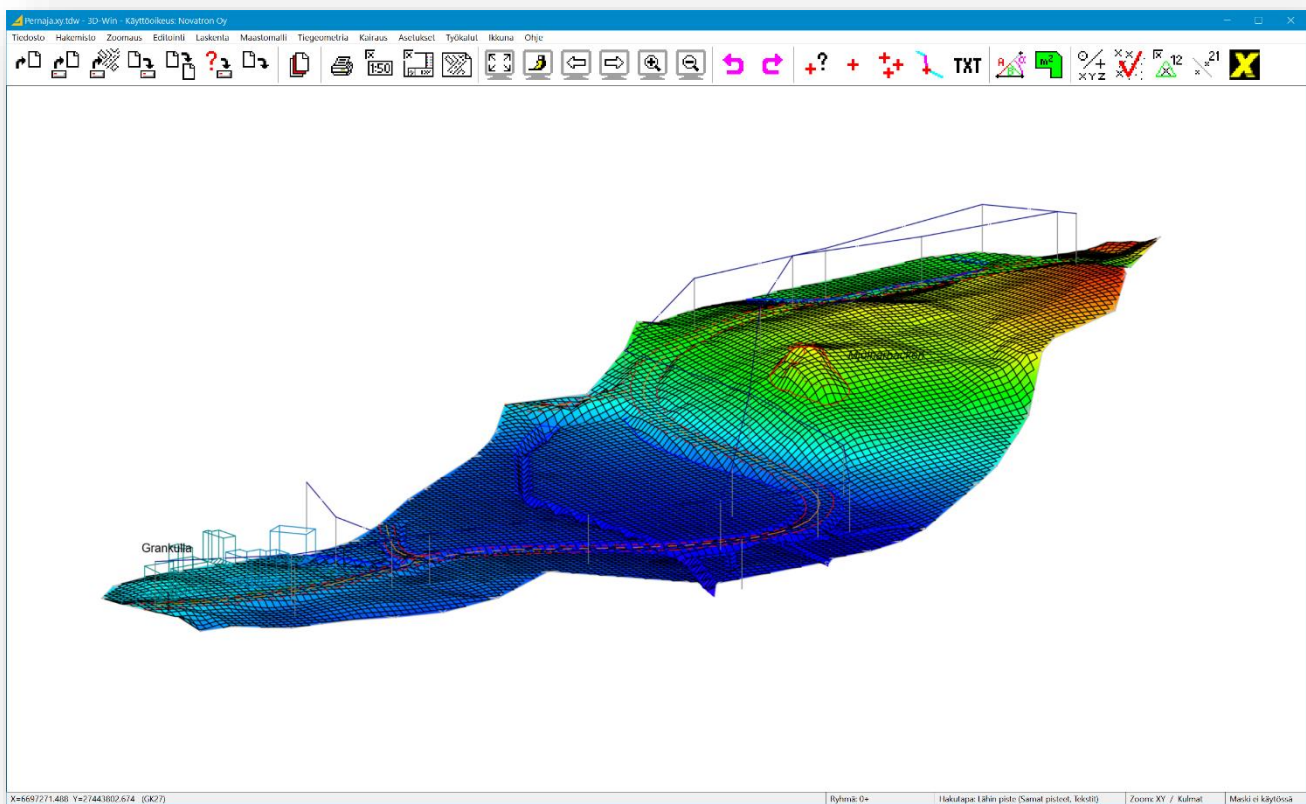 Pernaja.xy.tdw - 3D-Win - Käyttöoikeus: Novatron Oy
Tiedosto Hakemisto Zoomaus Editointi Laskenta Maastomalli Tiegeometria Kairaus Asetukset Työkalut Ikkuna Ohje
1:50 TXT m² XYZ 12 21 X
Grankulla
X=6697271.488 Y=27443802.674 (GK27) Ryhmä: 0+ Hakutapa: Lähin piste (Samat pisteet, Tekstit) Zoom: XY / Kulmat Maski ei käytössä